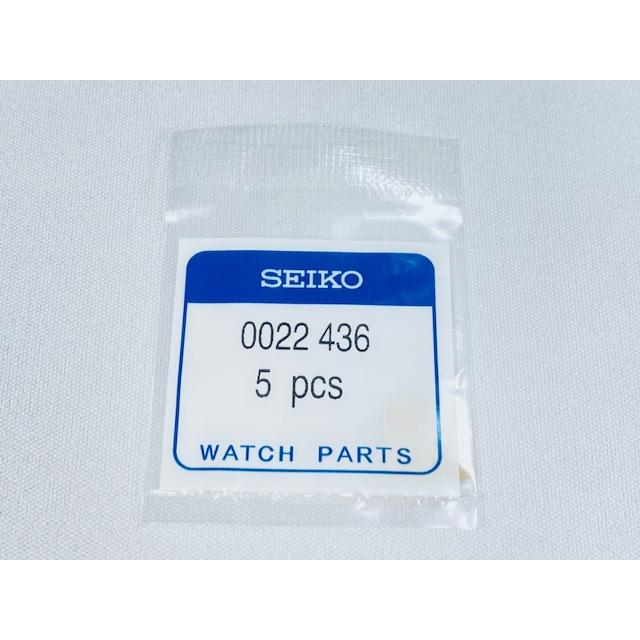 SEIKO
0022 436
5 pcs
WATCH PARTS